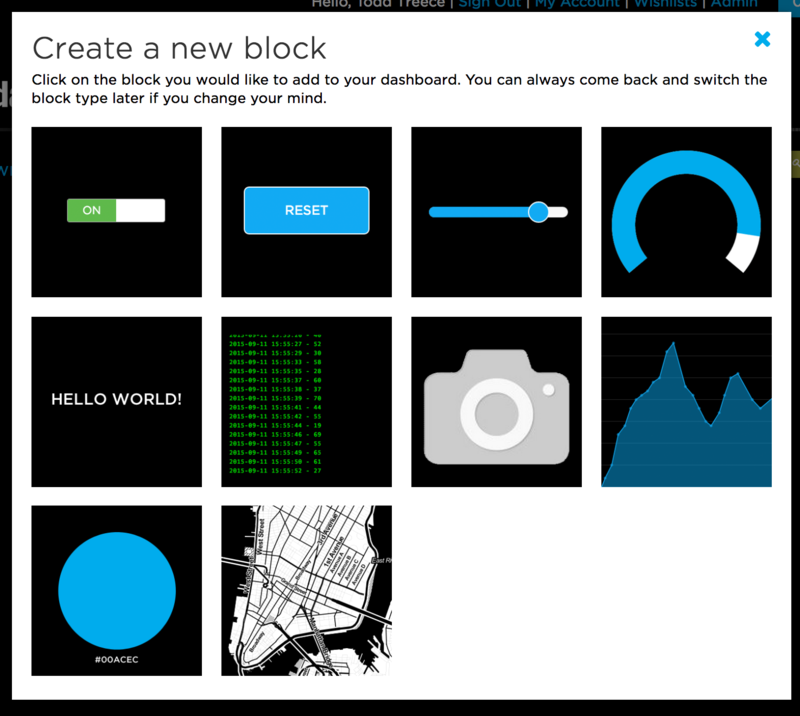 Hello, Todd Treece | Sign Out | My Account | Wishlists | Admin
Create a new block
Click on the block you would like to add to your dashboard. You can always come back and switch the
block type later if you change your mind.
ON
RESET
HELLO WORLD!
2015-09-11 15:55:27 - 52
2015-09-11 15:55:29 - 30
2015-09-11 15:55:33 - 50
2015-09-11 15:55:35 - 20
2015-09-11 15:55:37 - 60
2015-09-11 15:55:38 - 37
2015-09-11 15:55:39 - 70
2015-09-11 15:55:41 - 44
2015-09-11 15:55:42 - 55
2015-09-11 15:55:44 - 19
2015-09-11 15:55:46 - 69
2015-09-11 15:55:47 - 55
2015-09-11 15:55:49 - 65
2015-09-11 15:55:50 - 61
2015-09-11 15:55:52 - 27
#00ACEC
West Street
3rd Avenue
1st Avenue
Avenue A
Avenue B
Avenue C
Avenue D
East Ri
Broadway
Broadway